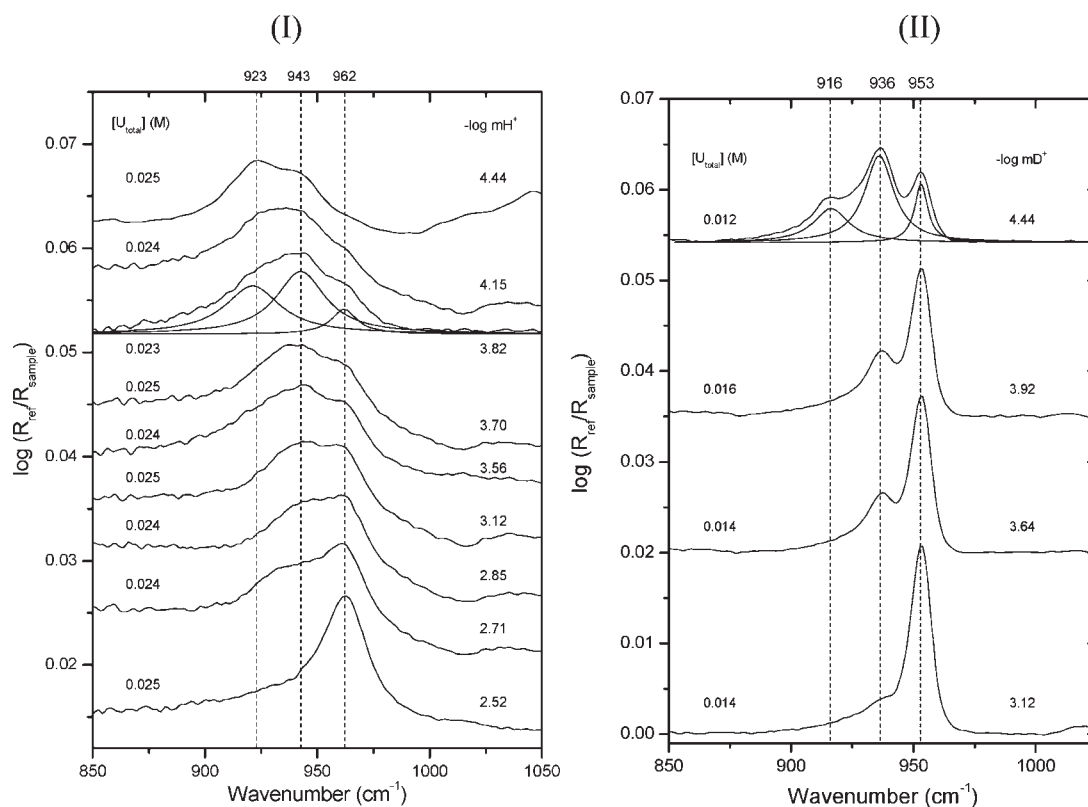 (I)
923 943 962
[U_total] (M) -log mH⁺
0.07
0.025 4.44
0.024
0.06
4.15
0.05
0.023 3.82
0.025
3.70
0.024
3.56
0.04
0.025
3.12
0.024
0.03
2.85
0.024
2.71
0.02
0.025 2.52
log (R_ref/R_sample)
850 900 950 1000 1050
Wavenumber (cm⁻¹)
(II)
916 936 953
0.07
[U_total] (M) -log mD⁺
0.06
0.012 4.44
0.05
0.04
0.016 3.92
0.03
0.014 3.64
0.02
0.01
0.014 3.12
0.00
log (R_ref/R_sample)
850 900 950 1000
Wavenumber (cm⁻¹)